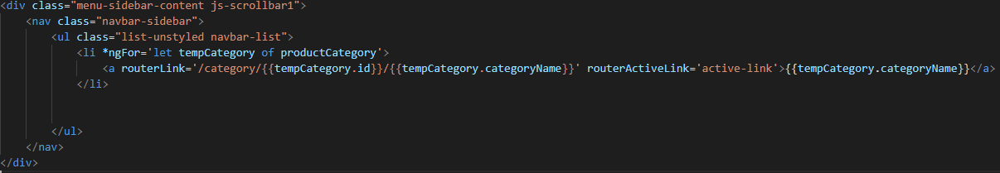 <div class="menu-sidebar-content js-scrollbar1">
    <nav class="navbar-sidebar">
        <ul class="list-unstyled navbar-list">
            <li *ngFor='let tempCategory of productCategory'>
                <a routerLink='/category/{{tempCategory.id}}/{{tempCategory.categoryName}}' routerActiveLink='active-link'>{{tempCategory.categoryName}}</a>
            </li>
        </ul>
    </nav>
</div>